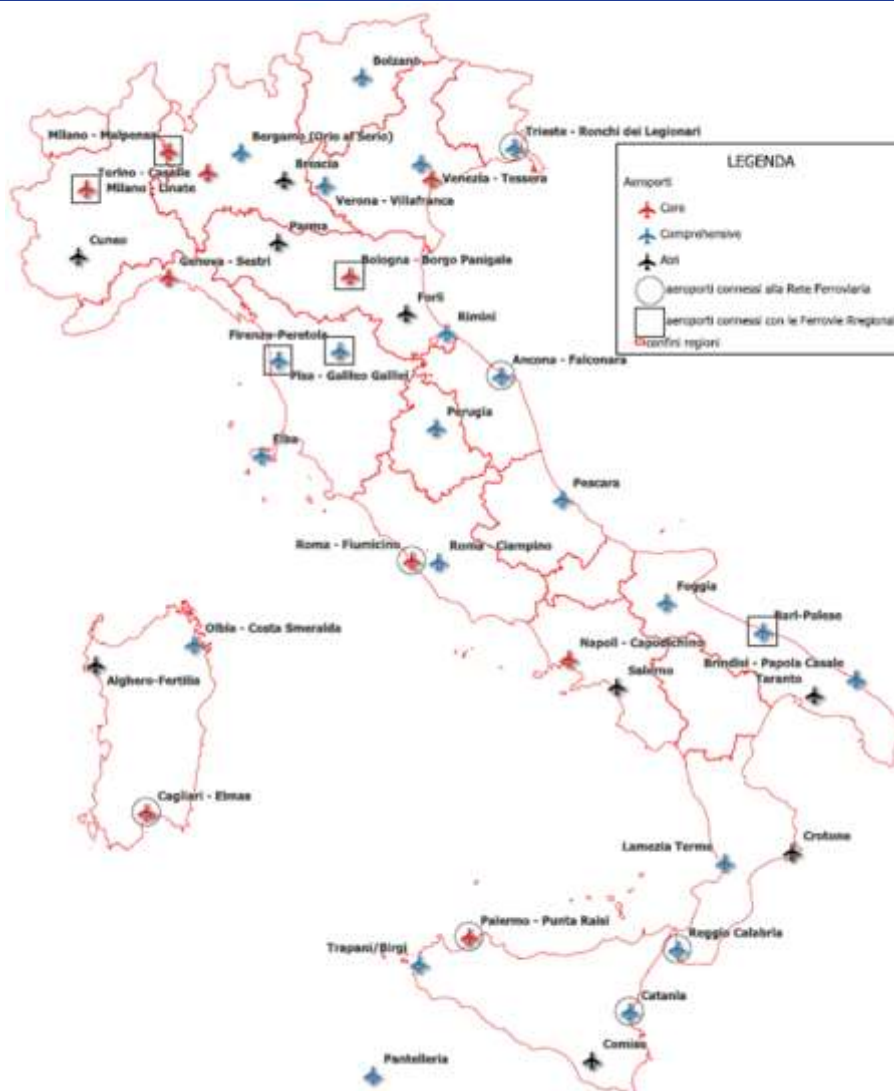 Bolzano
Milano - Malpensa
Bergamo (Orio al Serio)
Trieste - Ronchi dei Legionari
Torino - Caselle
Milano - Linate
Brescia
Venezia - Tessera
Verona - Villafranca
Cuneo
Parma
Genova - Sestri
Bologna - Borgo Panigale
Forlì
Rimini
Firenze-Peretola
Pisa - Galileo Galilei
Ancona - Falconara
Perugia
Elba
Pescara
Roma - Fiumicino
Roma - Ciampino
Foggia
Bari-Palese
Olbia - Costa Smeralda
Napoli - Capodichino
Brindisi - Papola Casale
Alghero-Fertilia
Salerno
Taranto
Cagliari - Elmas
Lamezia Terme
Crotone
Palermo - Punta Raisi
Reggio Calabria
Trapani/Birgi
Catania
Comiso
Pantelleria
LEGENDA
Aeroporti
Core
Comprehensive
Altri
aeroporti connessi alla Rete Ferroviaria
aeroporti connessi con le Ferrovie Rregional
confini regioni